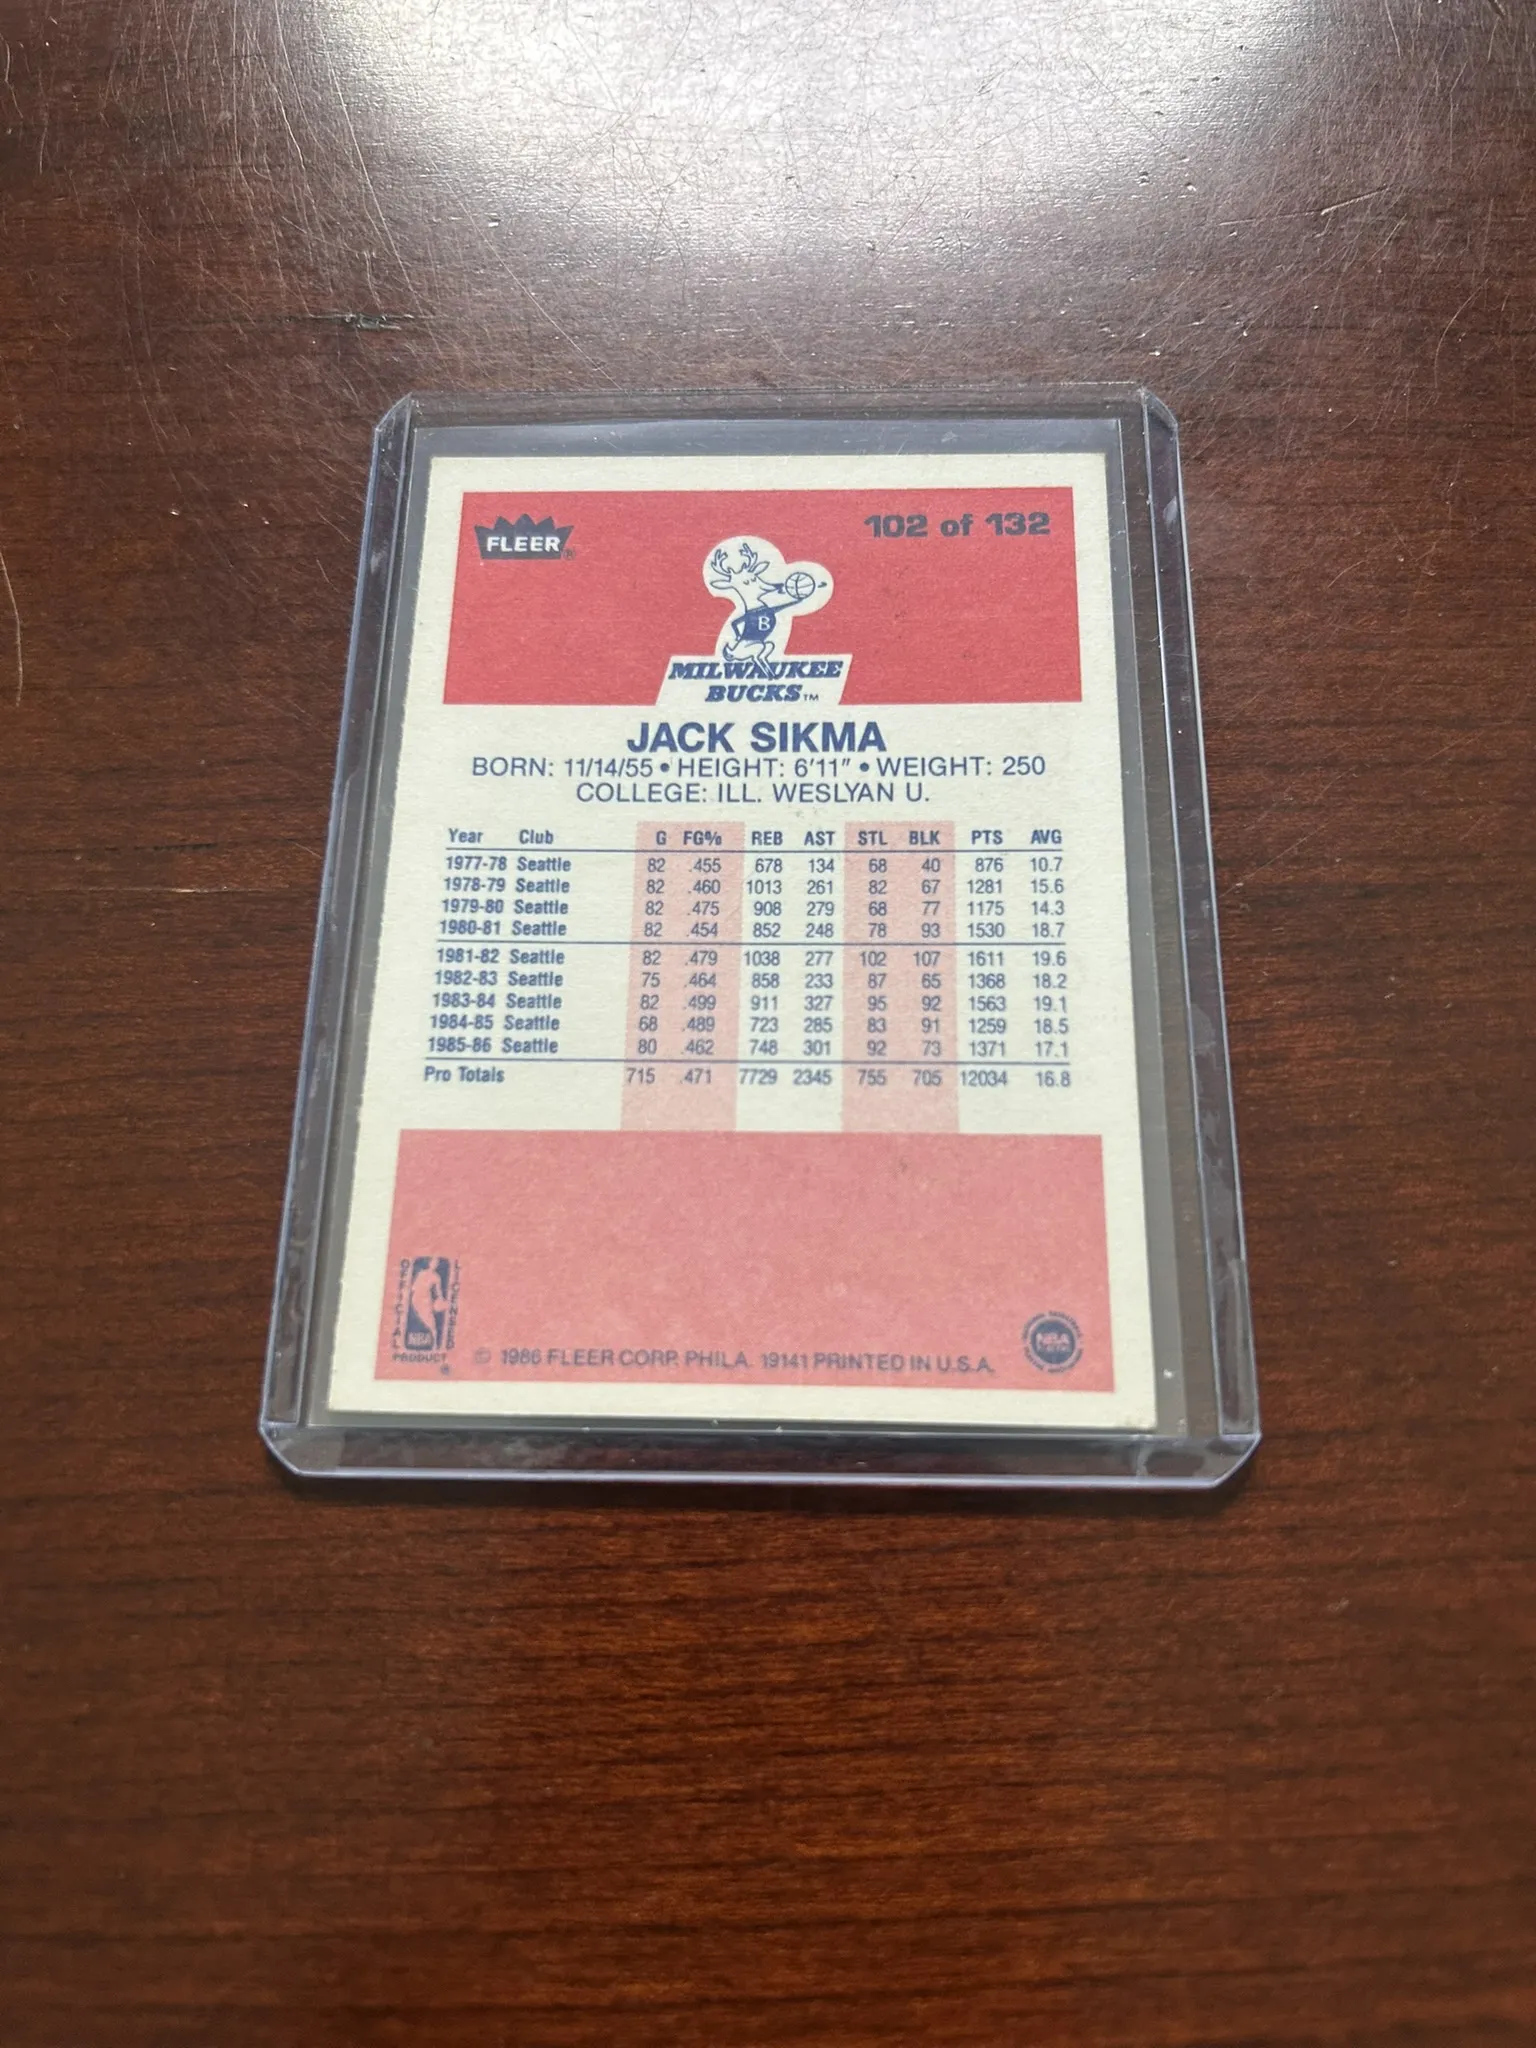 FLEER®
102 of 132
B
MILWAUKEE
BUCKS™
JACK SIKMA
BORN: 11/14/55 • HEIGHT: 6'11" • WEIGHT: 250
COLLEGE: ILL. WESLYAN U.
Year Club G FG% REB AST STL BLK PTS AVG
1977-78 Seattle 82 .455 678 134 68 40 876 10.7
1978-79 Seattle 82 .460 1013 261 82 67 1281 15.6
1979-80 Seattle 82 .475 908 279 68 77 1175 14.3
1980-81 Seattle 82 .454 852 248 78 93 1530 18.7
1981-82 Seattle 82 .479 1038 277 102 107 1611 19.6
1982-83 Seattle 75 .464 858 233 87 65 1368 18.2
1983-84 Seattle 82 .499 911 327 95 92 1563 19.1
1984-85 Seattle 68 .489 723 285 83 91 1259 18.5
1985-86 Seattle 80 .462 748 301 92 73 1371 17.1
Pro Totals 715 .471 7729 2345 755 705 12034 16.8
OFFICIAL LICENSED
NBA
PRODUCT ®
© 1986 FLEER CORP. PHILA. 19141 PRINTED IN U.S.A.
NBA